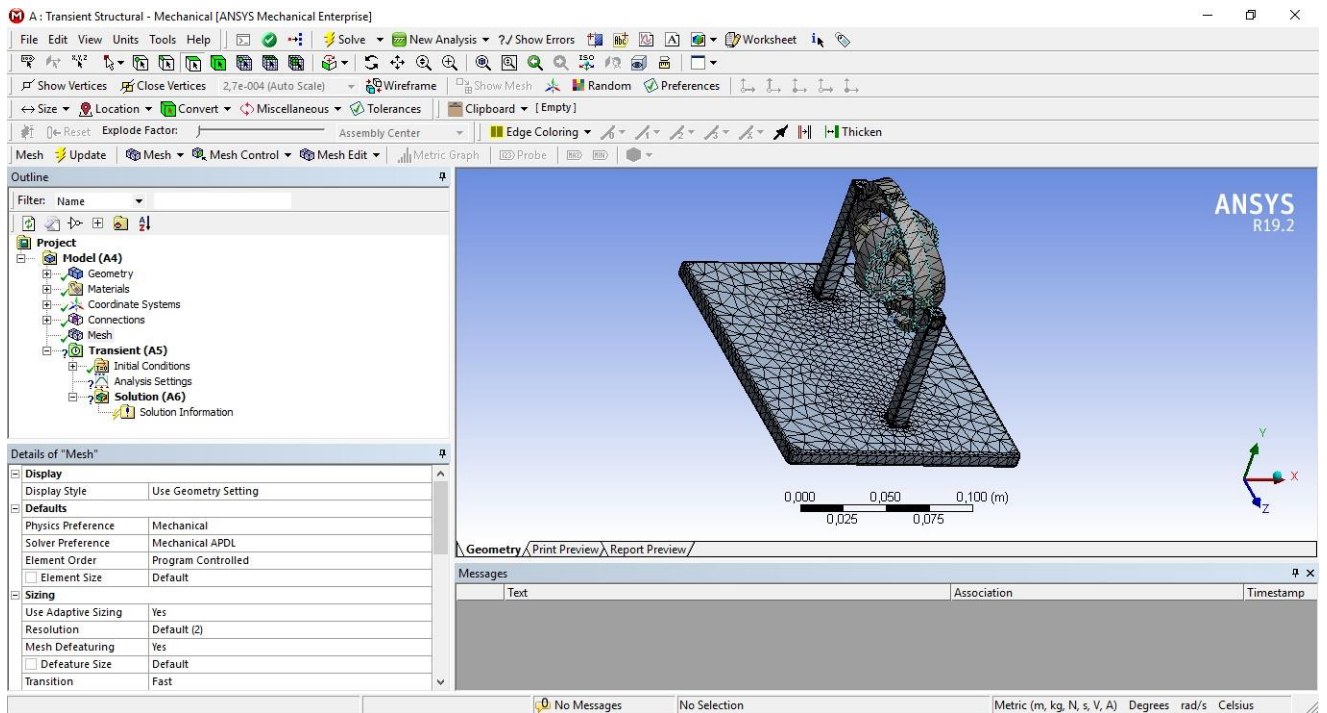 A : Transient Structural - Mechanical [ANSYS Mechanical Enterprise]
File Edit View Units Tools Help Solve New Analysis ?/ Show Errors Worksheet
Show Vertices Close Vertices 2,7e-004 (Auto Scale) Wireframe Show Mesh Random Preferences
Size Location Convert Miscellaneous Tolerances Clipboard [Empty]
Reset Explode Factor: Assembly Center Edge Coloring Thicken
Mesh Update Mesh Mesh Control Mesh Edit Metric Graph Probe
Outline
Filter: Name
Project
Model (A4)
Geometry
Materials
Coordinate Systems
Connections
Mesh
Transient (A5)
Initial Conditions
Analysis Settings
Solution (A6)
Solution Information
Details of "Mesh"
Display
Display Style Use Geometry Setting
Defaults
Physics Preference Mechanical
Solver Preference Mechanical APDL
Element Order Program Controlled
Element Size Default
Sizing
Use Adaptive Sizing Yes
Resolution Default (2)
Mesh Defeaturing Yes
Defeature Size Default
Transition Fast
ANSYS
R19.2
Y
X
Z
0,000 0,050 0,100 (m)
0,025 0,075
Geometry Print Preview Report Preview
Messages
Text Association Timestamp
0 No Messages No Selection Metric (m, kg, N, s, V, A) Degrees rad/s Celsius